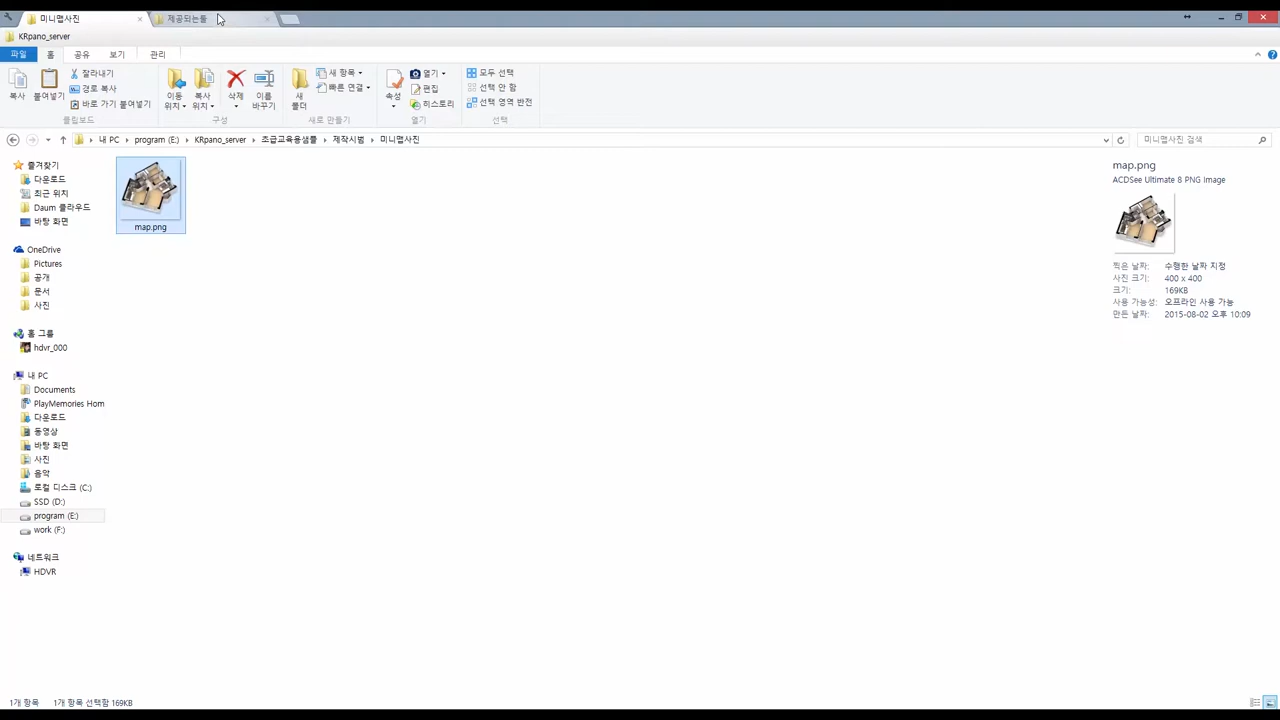 미니맵사진
제공되는툴
KRpano_server
파일 홈 공유 보기 관리
복사 붙여넣기 잘라내기
경로 복사
바로 가기 붙여넣기
클립보드
이동 위치 복사 위치 삭제 이름 바꾸기
구성
새 폴더 새 항목
빠른 연결
새로 만들기
속성 열기
편집
히스토리
열기
모두 선택
선택 안 함
선택 영역 반전
선택
내 PC program (E:) KRpano_server 초급교육용샘플 제작시범 미니맵사진
미니맵사진 검색
즐겨찾기
다운로드
최근 위치
Daum 클라우드
바탕 화면
OneDrive
Pictures
공개
문서
사진
홈 그룹
hdvr_000
내 PC
Documents
PlayMemories Hom
다운로드
동영상
바탕 화면
사진
음악
로컬 디스크 (C:)
SSD (D:)
program (E:)
work (F:)
네트워크
HDVR
map.png
map.png
ACDSee Ultimate 8 PNG Image
찍은 날짜: 수행한 날짜 지정
사진 크기: 400 x 400
크기: 169KB
사용 가능성: 오프라인 사용 가능
만든 날짜: 2015-08-02 오후 10:09
1개 항목 1개 항목 선택함 169KB